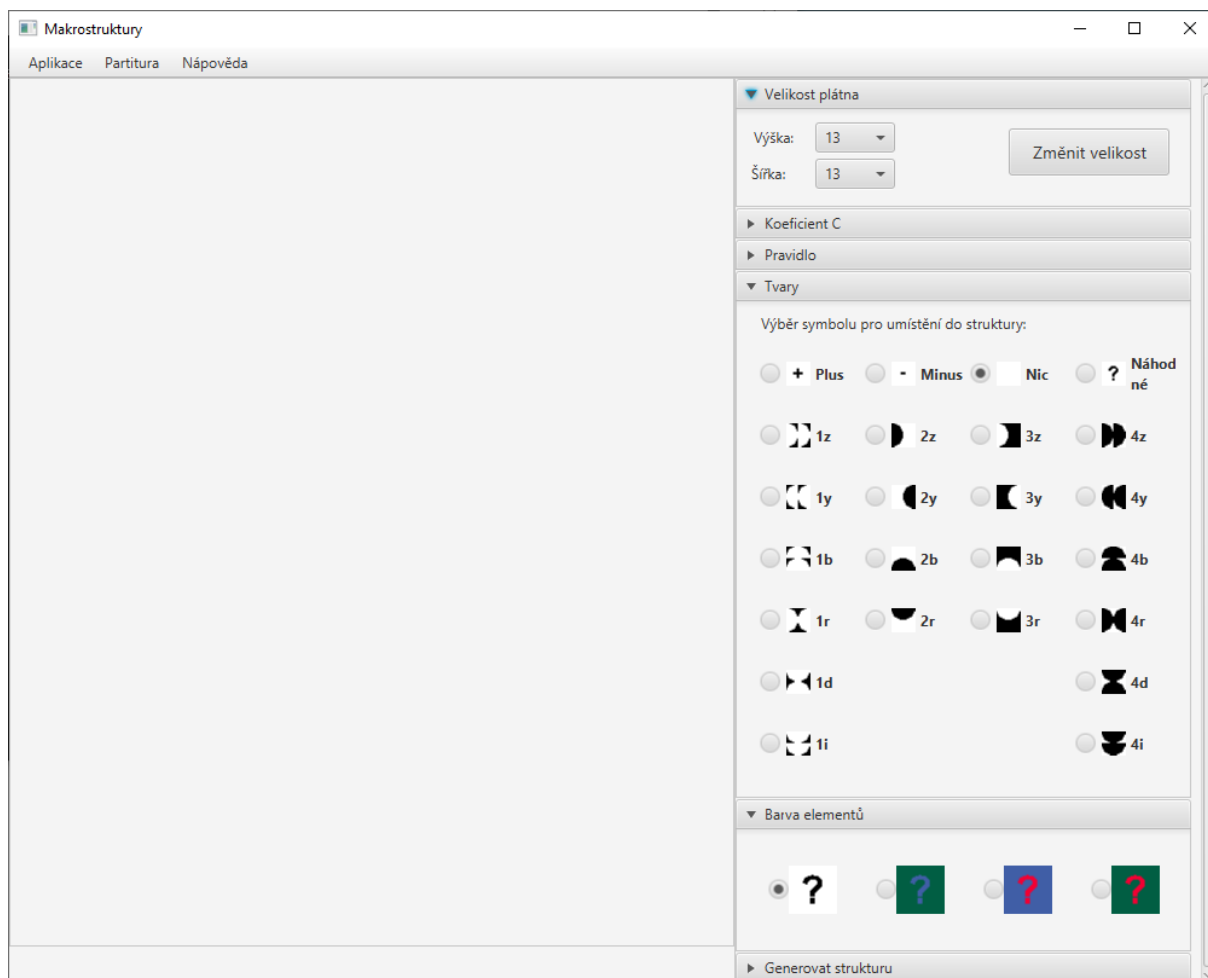 Makrostruktury
Aplikace Partitura Nápověda
Velikost plátna
Výška: 13
Změnit velikost
Šířka: 13
Koeficient C
Pravidlo
Tvary
Výběr symbolu pro umístění do struktury:
+ Plus - Minus Nic ? Náhod
né
1z 2z 3z 4z
1y 2y 3y 4y
1b 2b 3b 4b
1r 2r 3r 4r
1d 4d
1i 4i
Barva elementů
? ? ? ?
Generovat strukturu